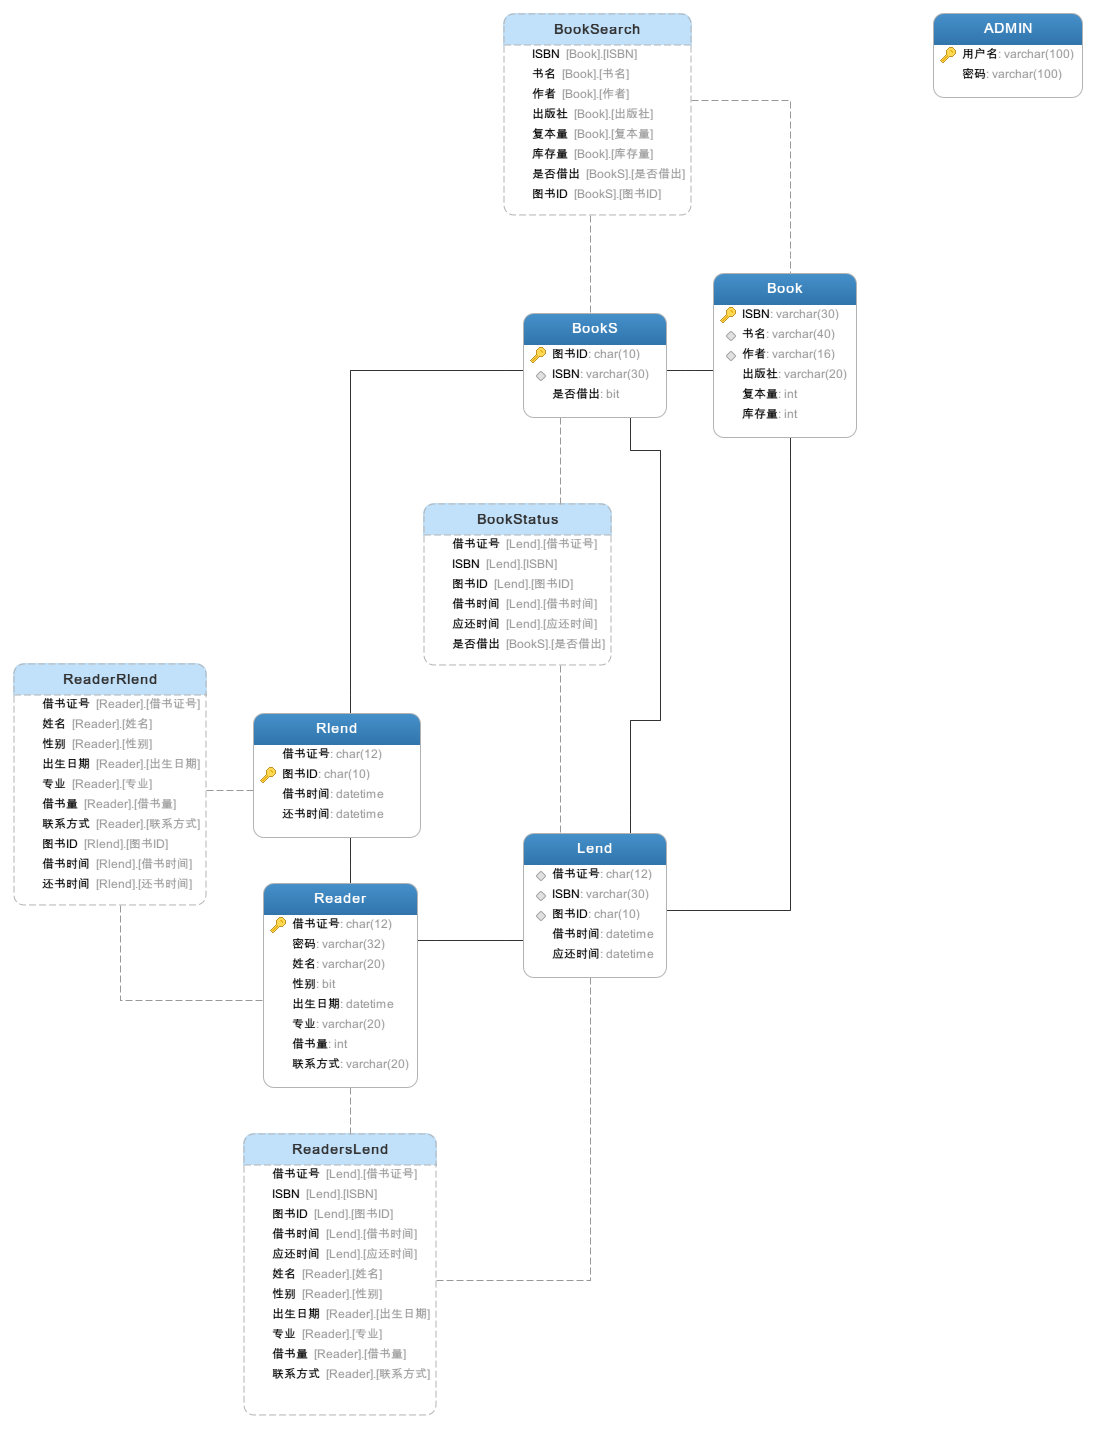 BookSearch
ISBN [Book].[ISBN]
书名 [Book].[书名]
作者 [Book].[作者]
出版社 [Book].[出版社]
复本量 [Book].[复本量]
库存量 [Book].[库存量]
是否借出 [BookS].[是否借出]
图书ID [BookS].[图书ID]
ADMIN
用户名: varchar(100)
密码: varchar(100)
Book
ISBN: varchar(30)
书名: varchar(40)
作者: varchar(16)
出版社: varchar(20)
复本量: int
库存量: int
BookS
图书ID: char(10)
ISBN: varchar(30)
是否借出: bit
BookStatus
借书证号 [Lend].[借书证号]
ISBN [Lend].[ISBN]
图书ID [Lend].[图书ID]
借书时间 [Lend].[借书时间]
应还时间 [Lend].[应还时间]
是否借出 [BookS].[是否借出]
ReaderRlend
借书证号 [Reader].[借书证号]
姓名 [Reader].[姓名]
性别 [Reader].[性别]
出生日期 [Reader].[出生日期]
专业 [Reader].[专业]
借书量 [Reader].[借书量]
联系方式 [Reader].[联系方式]
图书ID [Rlend].[图书ID]
借书时间 [Rlend].[借书时间]
还书时间 [Rlend].[还书时间]
Rlend
借书证号: char(12)
图书ID: char(10)
借书时间: datetime
还书时间: datetime
Lend
借书证号: char(12)
ISBN: varchar(30)
图书ID: char(10)
借书时间: datetime
应还时间: datetime
Reader
借书证号: char(12)
密码: varchar(32)
姓名: varchar(20)
性别: bit
出生日期: datetime
专业: varchar(20)
借书量: int
联系方式: varchar(20)
ReadersLend
借书证号 [Lend].[借书证号]
ISBN [Lend].[ISBN]
图书ID [Lend].[图书ID]
借书时间 [Lend].[借书时间]
应还时间 [Lend].[应还时间]
姓名 [Reader].[姓名]
性别 [Reader].[性别]
出生日期 [Reader].[出生日期]
专业 [Reader].[专业]
借书量 [Reader].[借书量]
联系方式 [Reader].[联系方式]